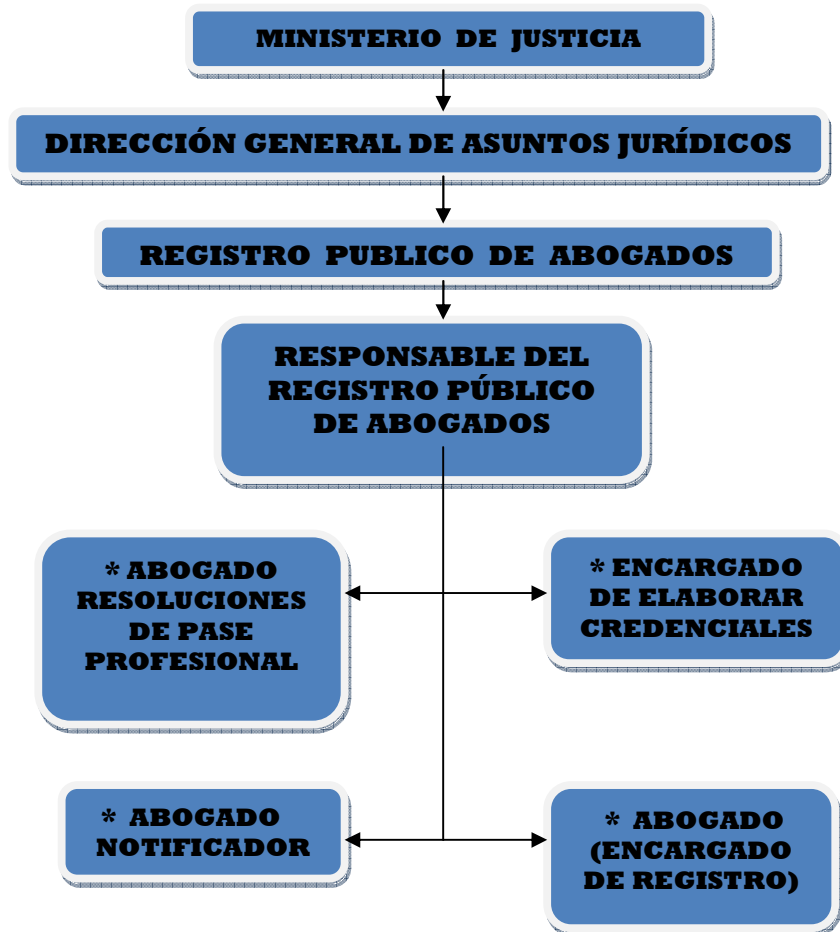 MINISTERIO DE JUSTICIA
DIRECCIÓN GENERAL DE ASUNTOS JURÍDICOS
REGISTRO PUBLICO DE ABOGADOS
RESPONSABLE DEL
REGISTRO PÚBLICO
DE ABOGADOS
* ABOGADO
RESOLUCIONES
DE PASE
PROFESIONAL
* ENCARGADO
DE ELABORAR
CREDENCIALES
* ABOGADO
NOTIFICADOR
* ABOGADO
(ENCARGADO
DE REGISTRO)